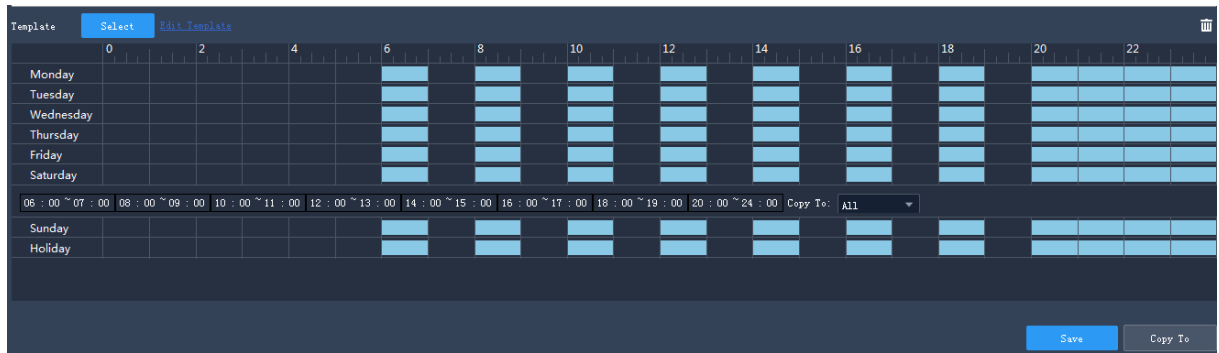 Template Select Edit Template
0 2 4 6 8 10 12 14 16 18 20 22
Monday
Tuesday
Wednesday
Thursday
Friday
Saturday
06 : 00 ~ 07 : 00 08 : 00 ~ 09 : 00 10 : 00 ~ 11 : 00 12 : 00 ~ 13 : 00 14 : 00 ~ 15 : 00 16 : 00 ~ 17 : 00 18 : 00 ~ 19 : 00 20 : 00 ~ 24 : 00 Copy To: All
Sunday
Holiday
Save Copy To